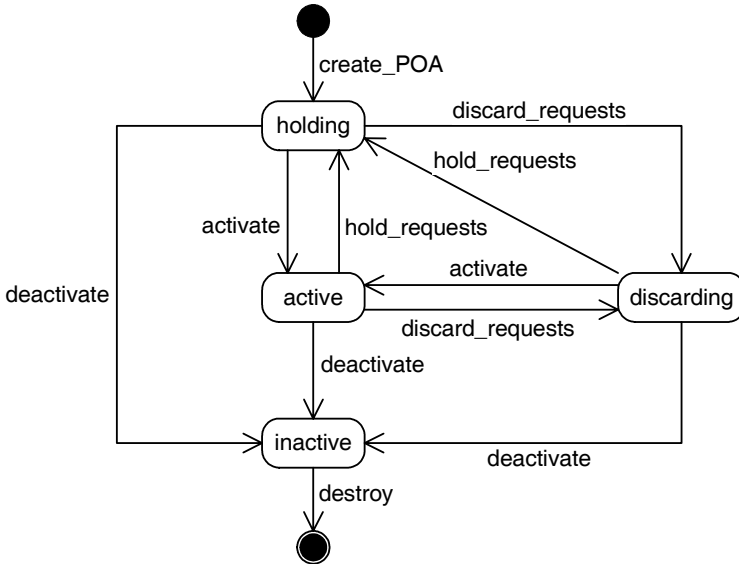 create_POA
holding
discard_requests
hold_requests
activate
hold_requests
activate
deactivate
active
discarding
discard_requests
deactivate
inactive
deactivate
destroy